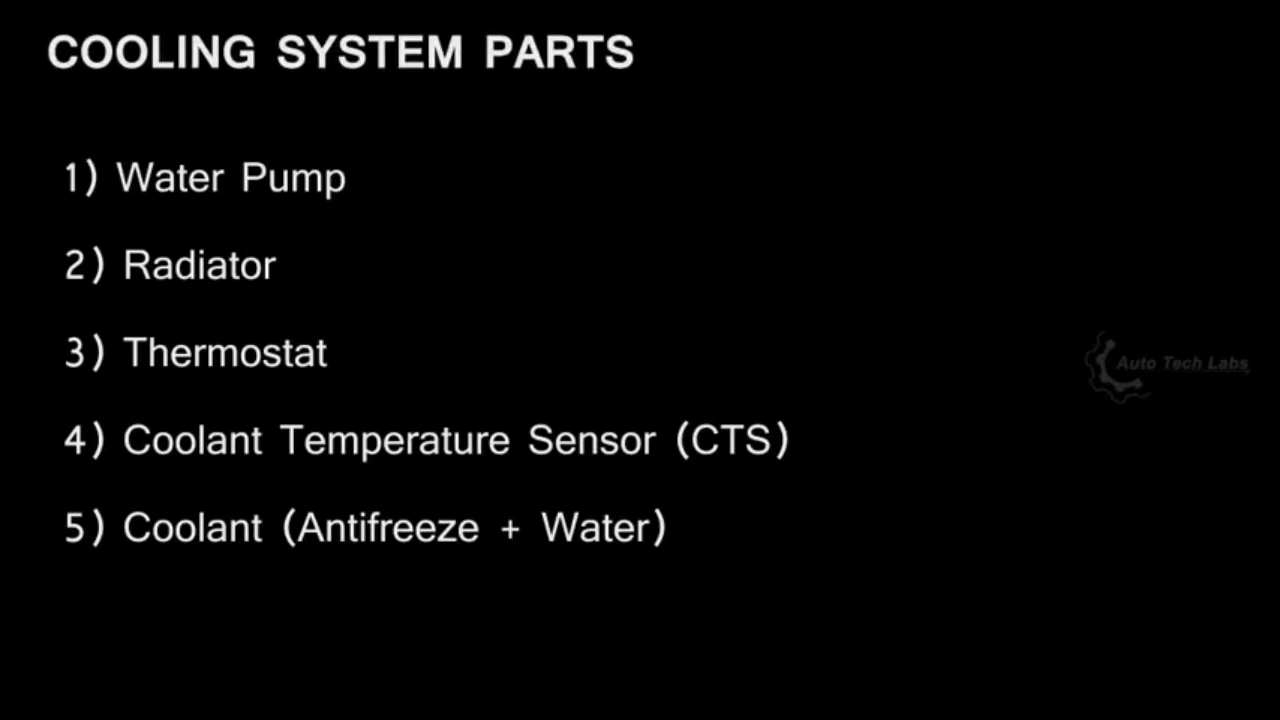 COOLING SYSTEM PARTS
1) Water Pump
2) Radiator
3) Thermostat
Auto Tech Labs
4) Coolant Temperature Sensor (CTS)
5) Coolant (Antifreeze + Water)